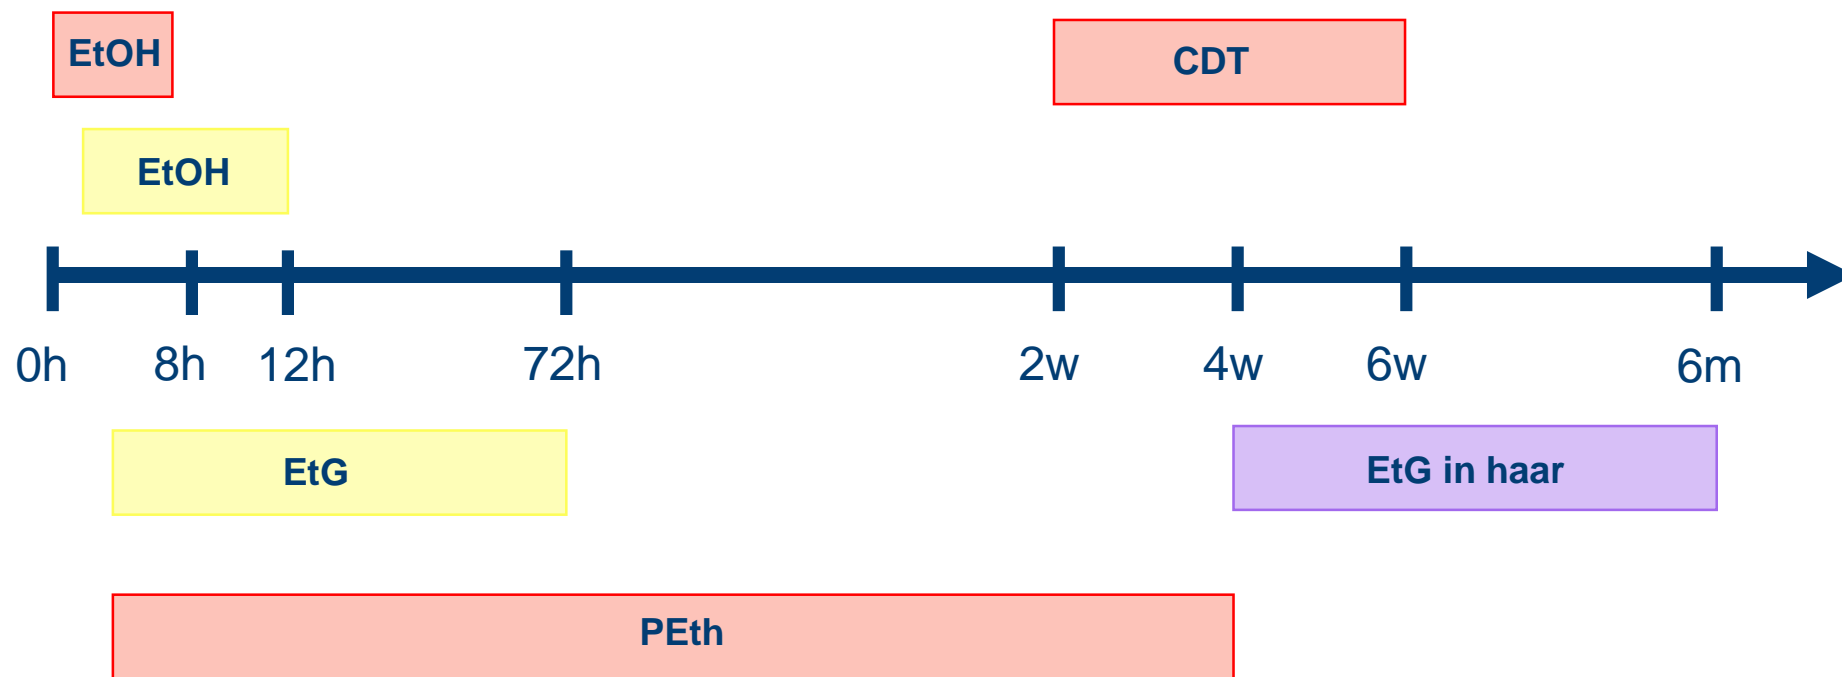 EtOH
CDT
EtOH
0h 8h 12h 72h 2w 4w 6w 6m
EtG
EtG in haar
PEth